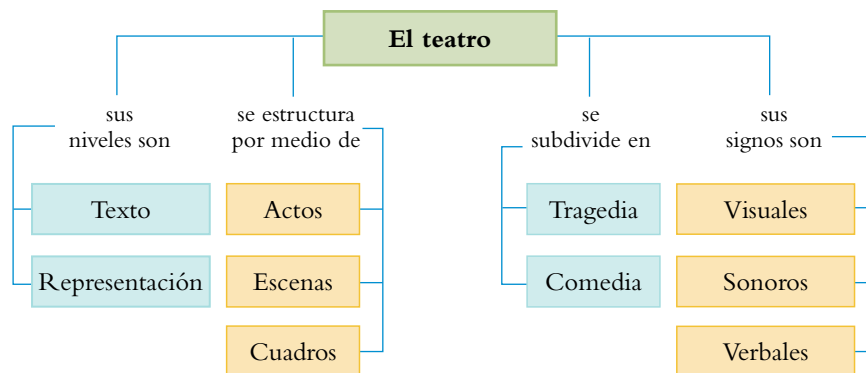 El teatro
sus
niveles son
Texto
Representación
se estructura
por medio de
Actos
Escenas
Cuadros
se
subdivide en
Tragedia
Comedia
sus
signos son
Visuales
Sonoros
Verbales